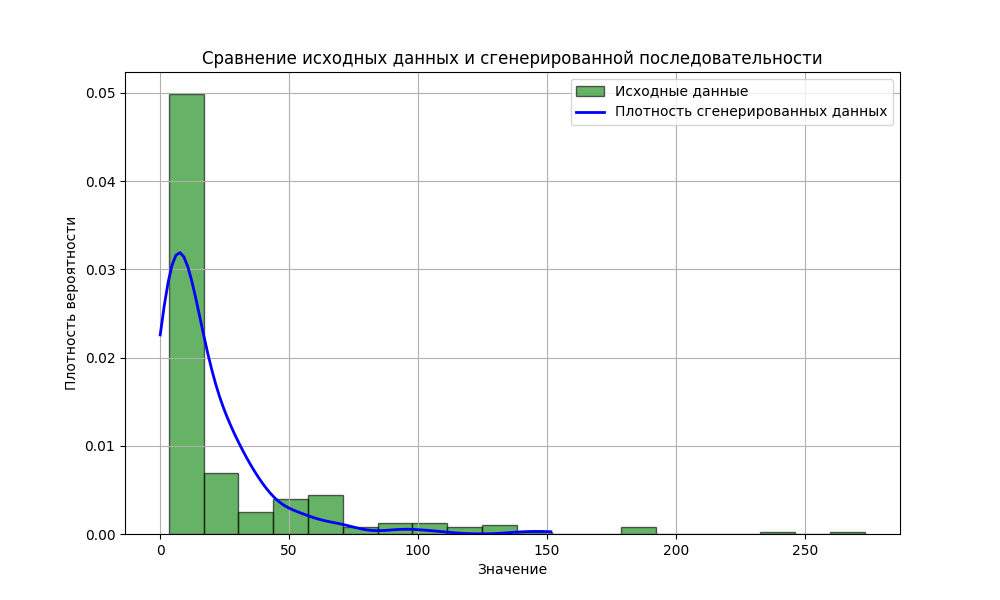 Сравнение исходных данных и сгенерированной последовательности
Исходные данные
Плотность сгенерированных данных
Плотность вероятности
0.05
0.04
0.03
0.02
0.01
0.00
0 50 100 150 200 250
Значение